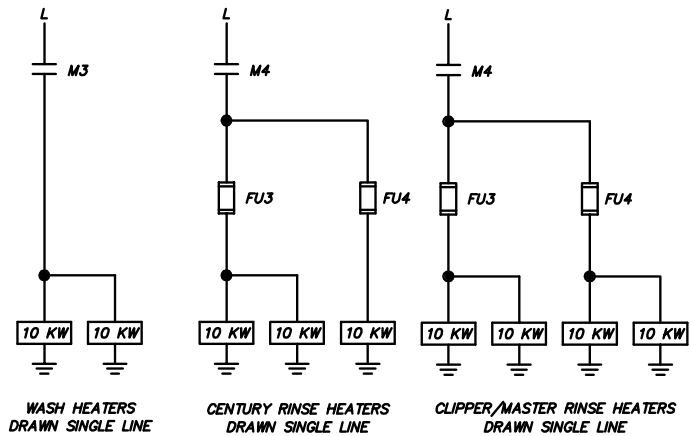 L
L
L
M3
M4
M4
FU3
FU4
FU3
FU4
10 KW
10 KW
10 KW
10 KW
10 KW
10 KW
10 KW
10 KW
10 KW
WASH HEATERS
DRAWN SINGLE LINE
CENTURY RINSE HEATERS
DRAWN SINGLE LINE
CLIPPER/MASTER RINSE HEATERS
DRAWN SINGLE LINE